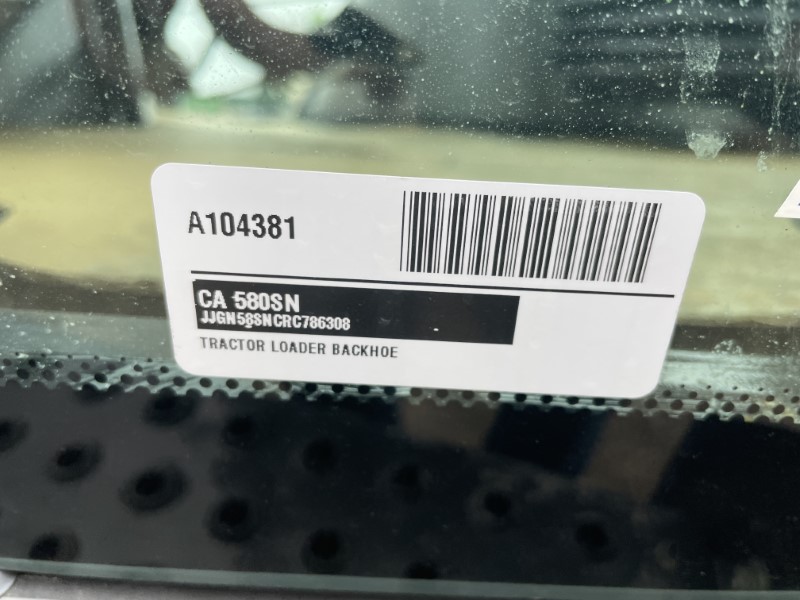 A104381
CA 580SN
JJGN58SNCRC786308
TRACTOR LOADER BACKHOE